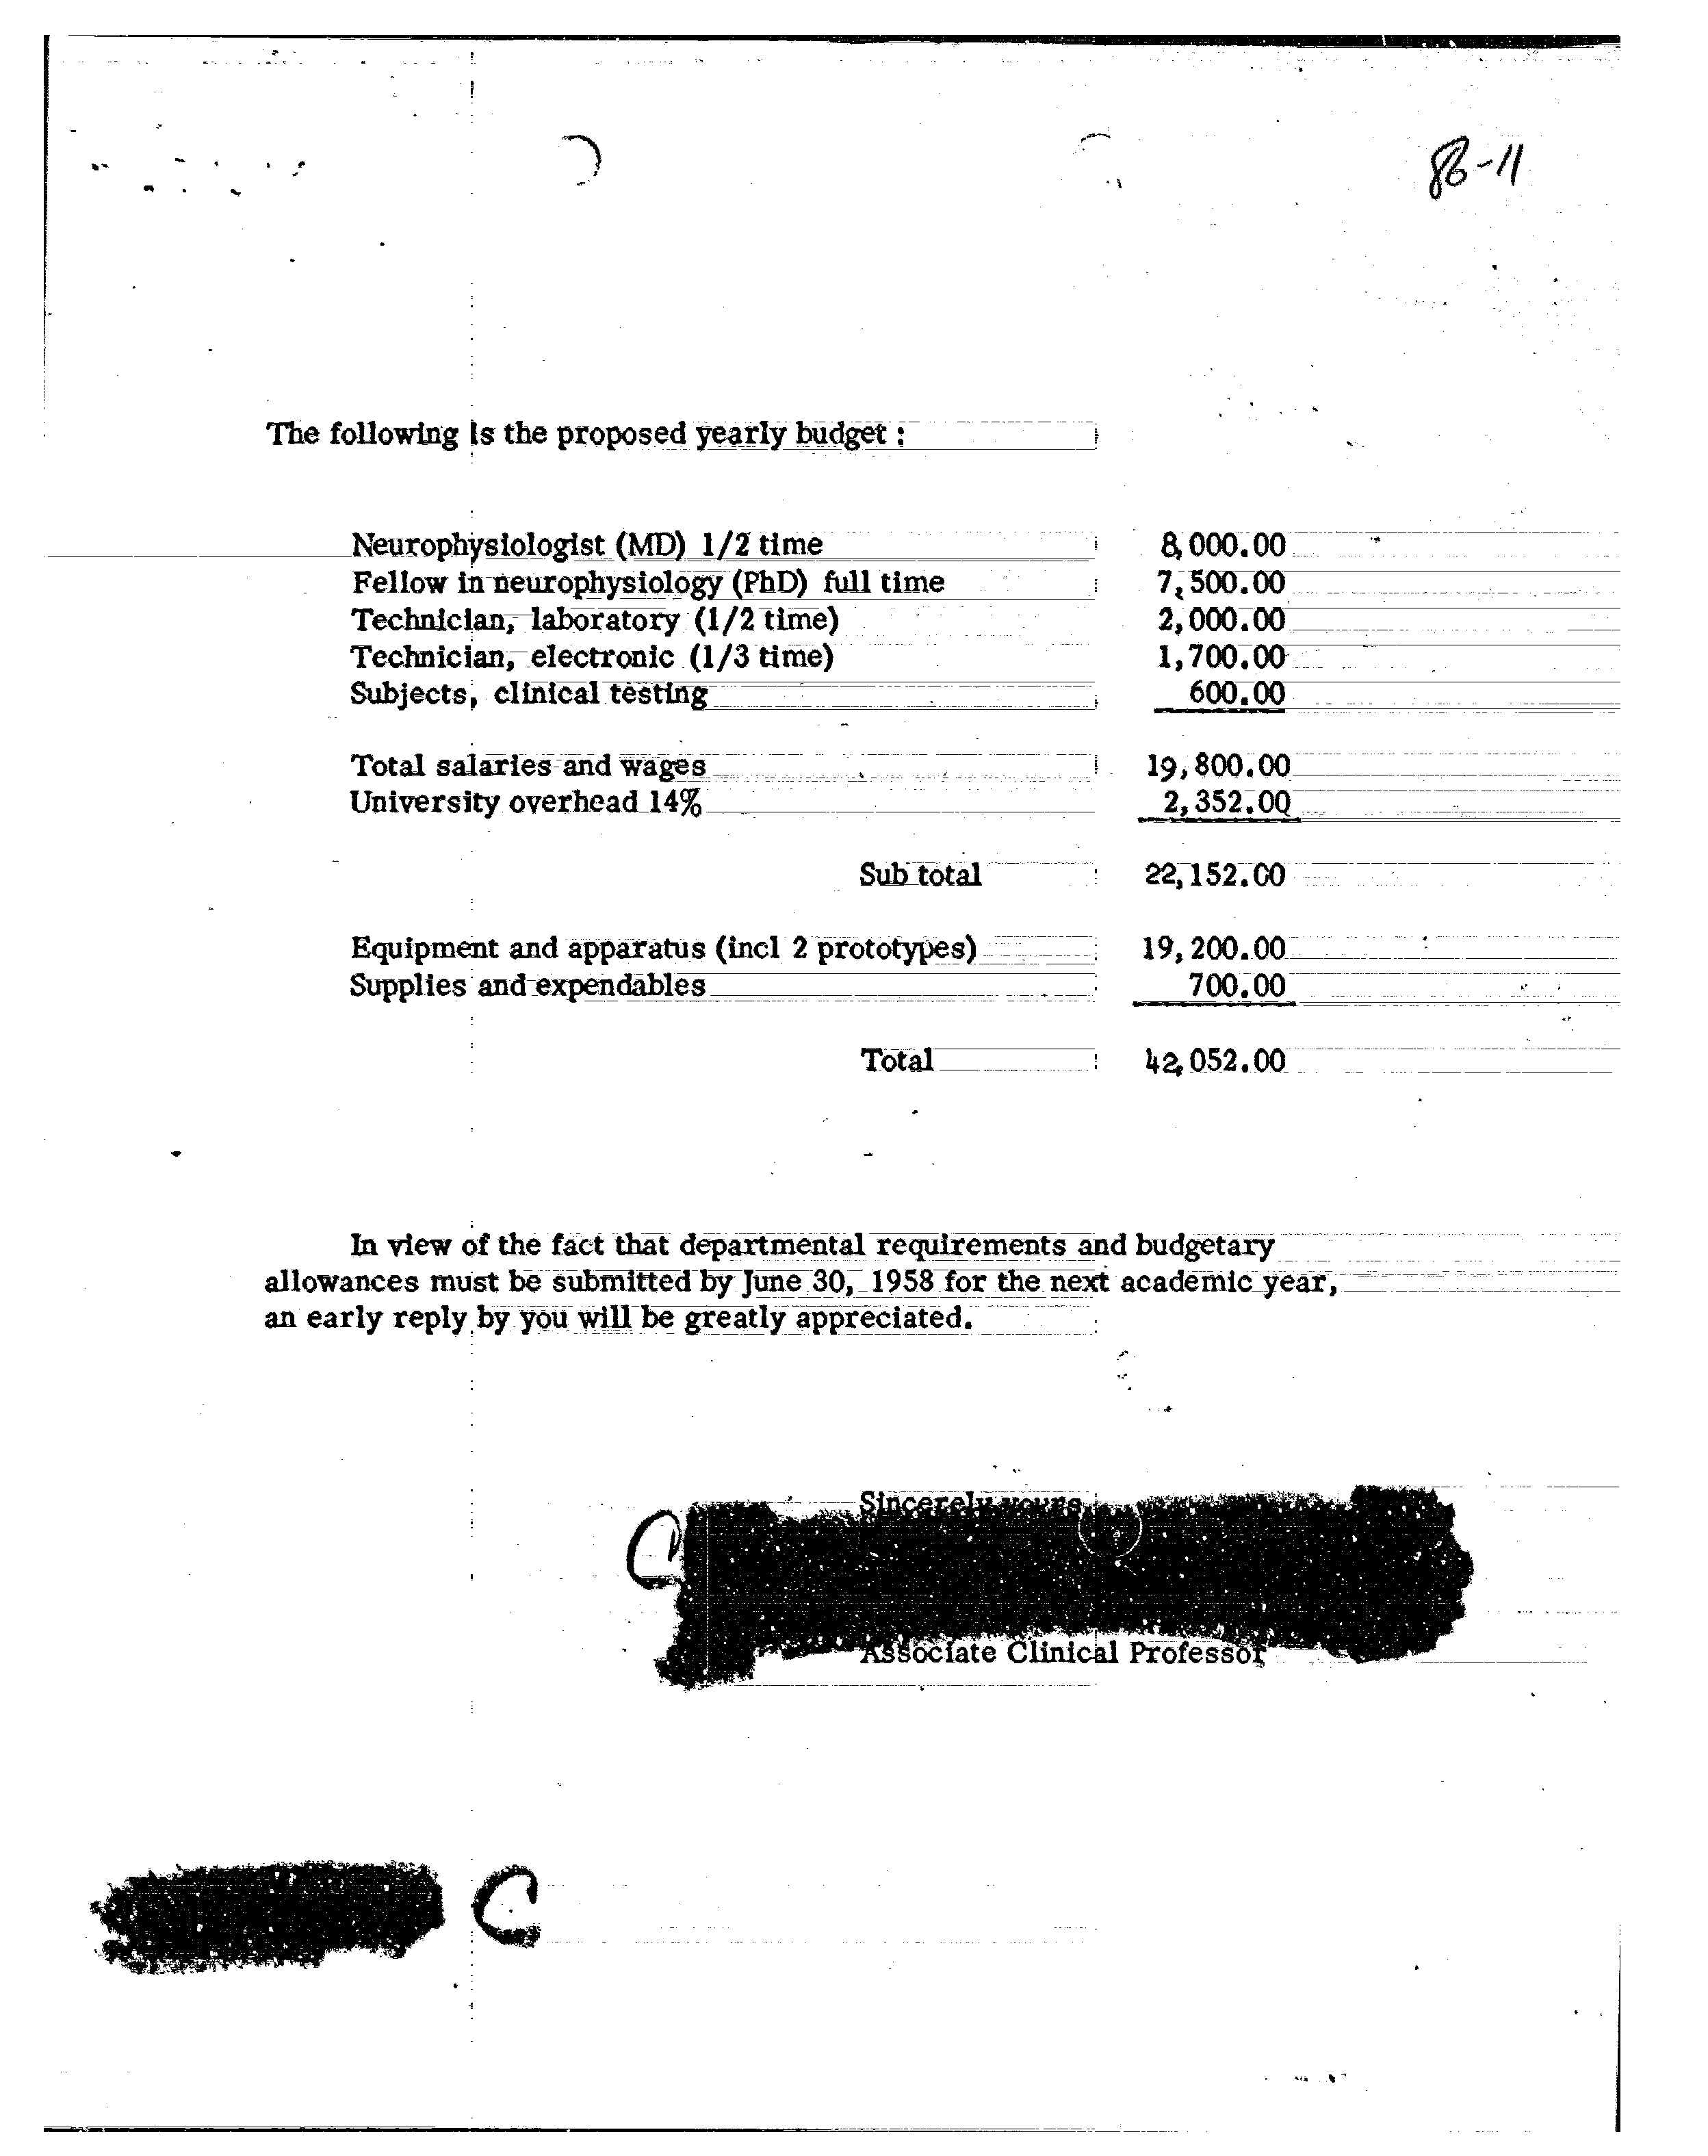 86-11
The following is the proposed yearly budget :
Neurophysiologist (MD) 1/2 time 8,000.00
Fellow in neurophysiology (PhD) full time 7,500.00
Technician, laboratory (1/2 time) 2,000.00
Technician, electronic (1/3 time) 1,700.00
Subjects, clinical testing 600.00
Total salaries and wages 19,800.00
University overhead 14% 2,352.00
Sub total 22,152.00
Equipment and apparatus (incl 2 prototypes) 19,200.00
Supplies and expendables 700.00
Total 42,052.00
In view of the fact that departmental requirements and budgetary
allowances must be submitted by June 30, 1958 for the next academic year,
an early reply by you will be greatly appreciated.
Sincerely yours
C
Associate Clinical Professor
C